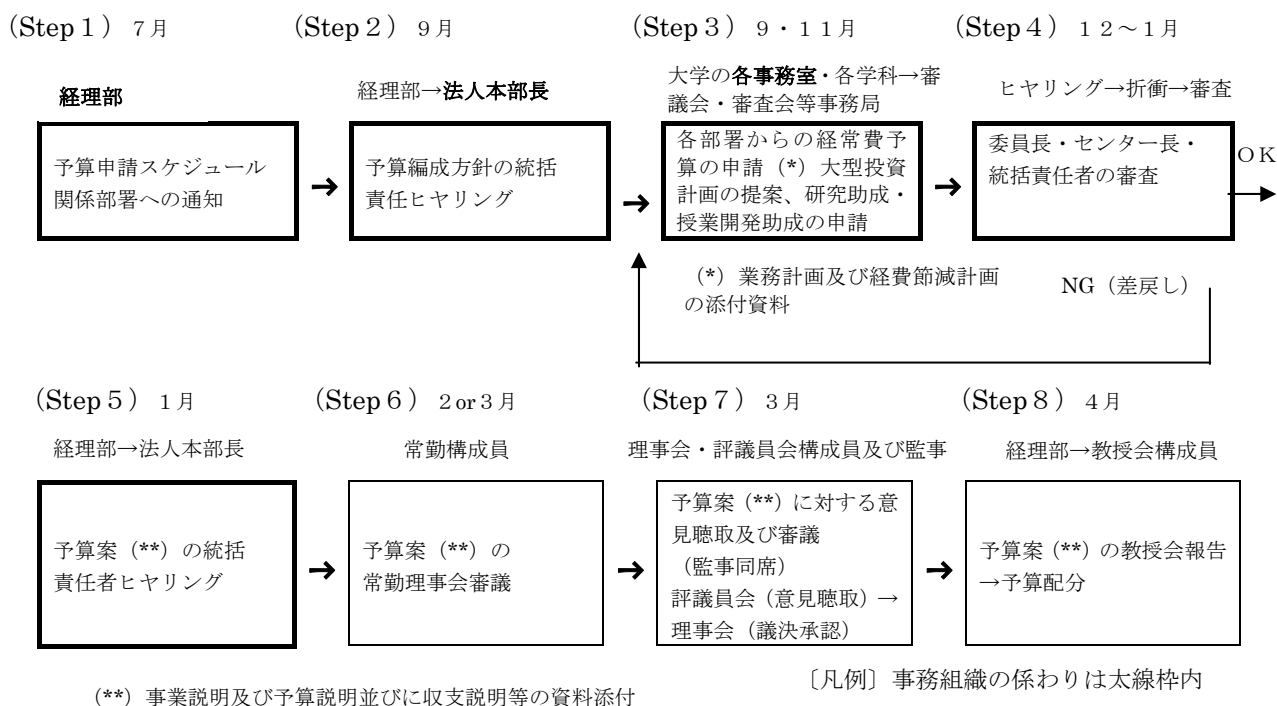 （Step１）７月
（Step２）９月
（Step３）９・１１月
（Step４）１２～１月
経理部
経理部→法人本部長
大学の各事務室・各学科→審
議会・審査会等事務局
ヒヤリング→折衝→審査
予算申請スケジュール
関係部署への通知
→
予算編成方針の統括
責任ヒヤリング
→
各部署からの経常費予
算の申請（*）大型投資
計画の提案、研究助成・
授業開発助成の申請
→
委員長・センター長・
統括責任者の審査
ＯＫ
（*）業務計画及び経費節減計画
の添付資料
NG（差戻し）
（Step５）１月
（Step６）２or３月
（Step７）３月
（Step８）４月
経理部→法人本部長
常勤構成員
理事会・評議員会構成員及び監事
経理部→教授会構成員
予算案（**）の統括
責任者ヒヤリング
→
予算案（**）の
常勤理事会審議
→
予算案（**）に対する意
見聴取及び審議
（監事同席）
評議員会（意見聴取）→
理事会（議決承認）
→
予算案（**）の教授会報告
→予算配分
（**）事業説明及び予算説明並びに収支説明等の資料添付
〔凡例〕事務組織の係わりは太線枠内